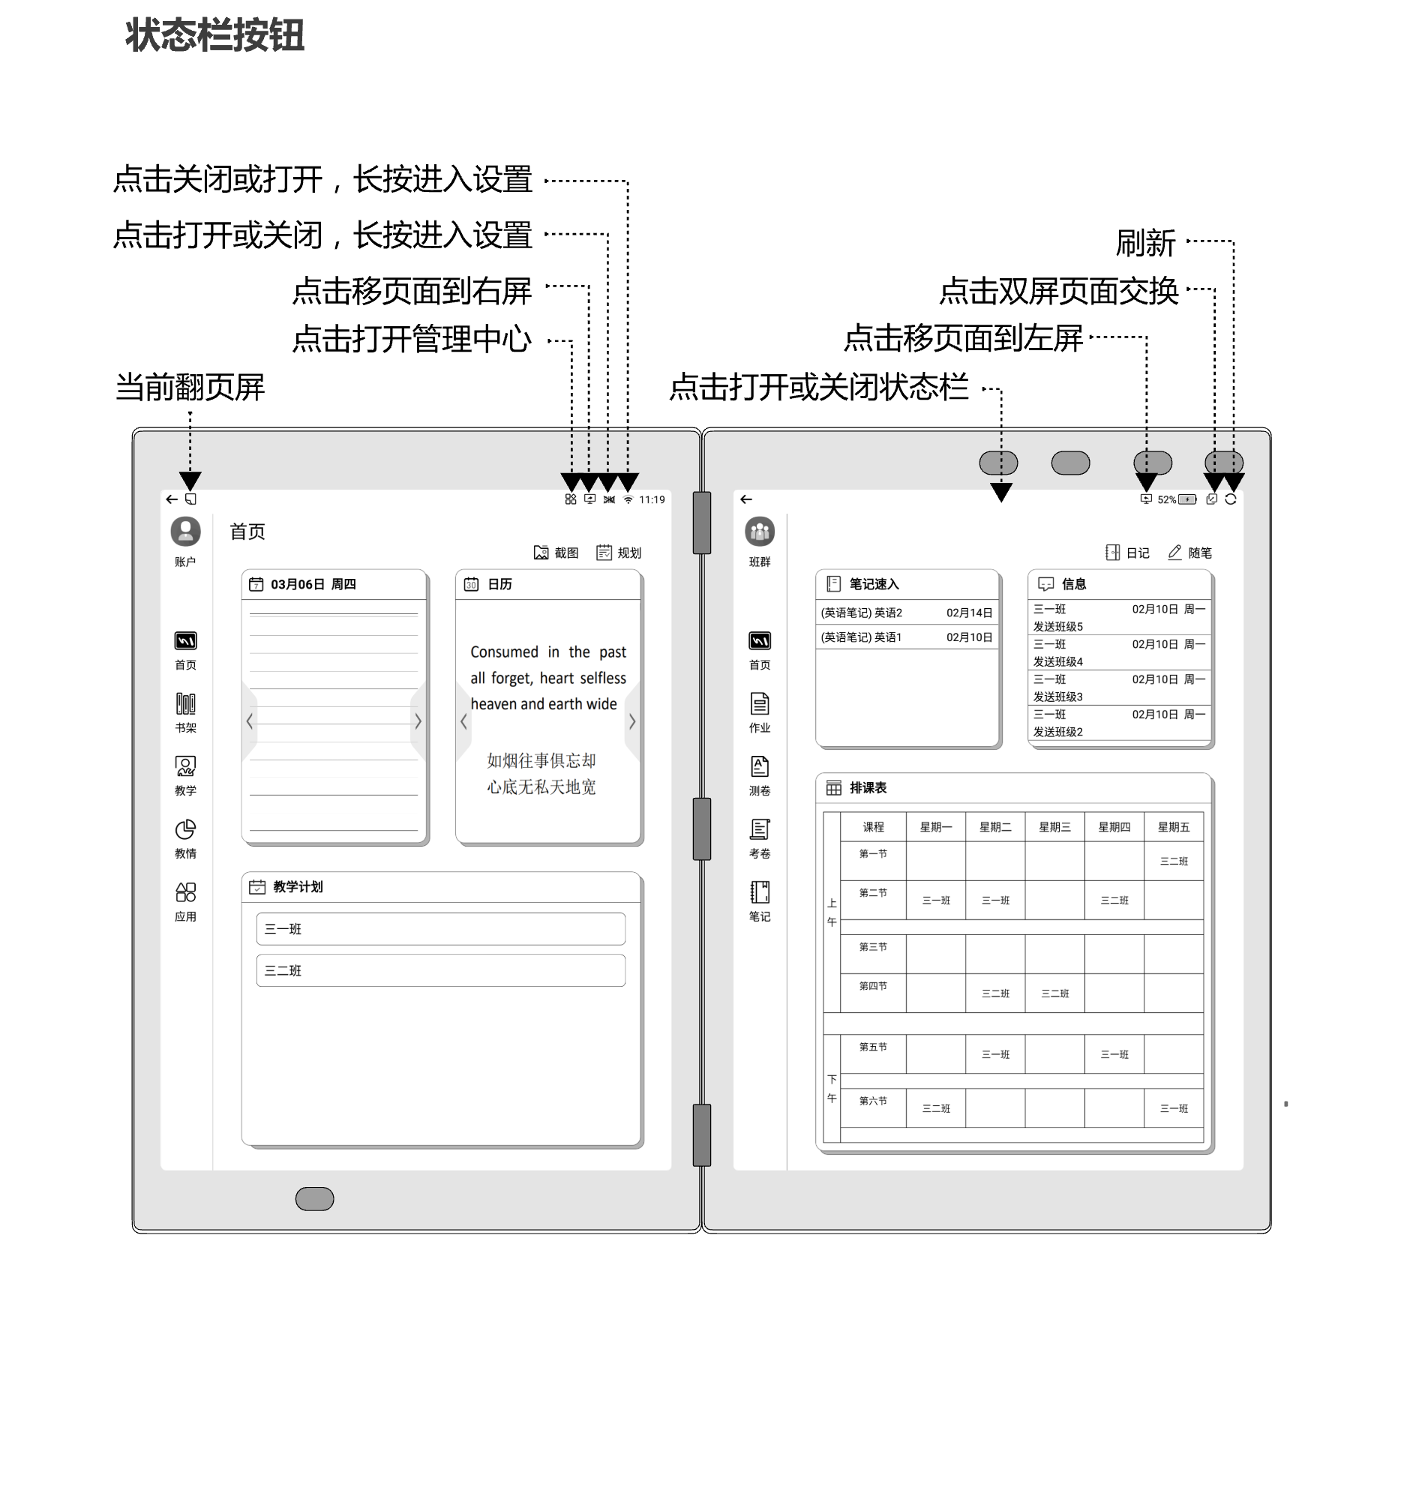 状态栏按钮
点击关闭或打开，长按进入设置
点击打开或关闭，长按进入设置
点击移页面到右屏
点击打开管理中心
当前翻页屏
刷新
点击双屏页面交换
点击移页面到左屏
点击打开或关闭状态栏
11:19
账户
首页
截图 规划
03月06日 周四
7
30
日历
Consumed in the past
all forget, heart selfless
heaven and earth wide
如烟往事俱忘却
心底无私天地宽
首页
书架
教学
教情
应用
教学计划
三一班
三二班
52%
班群
日记 随笔
笔记速入
(英语笔记) 英语2 02月14日
(英语笔记) 英语1 02月10日
信息
三一班 02月10日 周一
发送班级5
三一班 02月10日 周一
发送班级4
三一班 02月10日 周一
发送班级3
三一班 02月10日 周一
发送班级2
首页
作业
测卷
考卷
笔记
排课表
课程 星期一 星期二 星期三 星期四 星期五
上午
第一节 三二班
第二节 三一班 三一班 三二班
第三节
第四节 三二班 三二班
下午
第五节 三一班 三一班
第六节 三二班 三一班